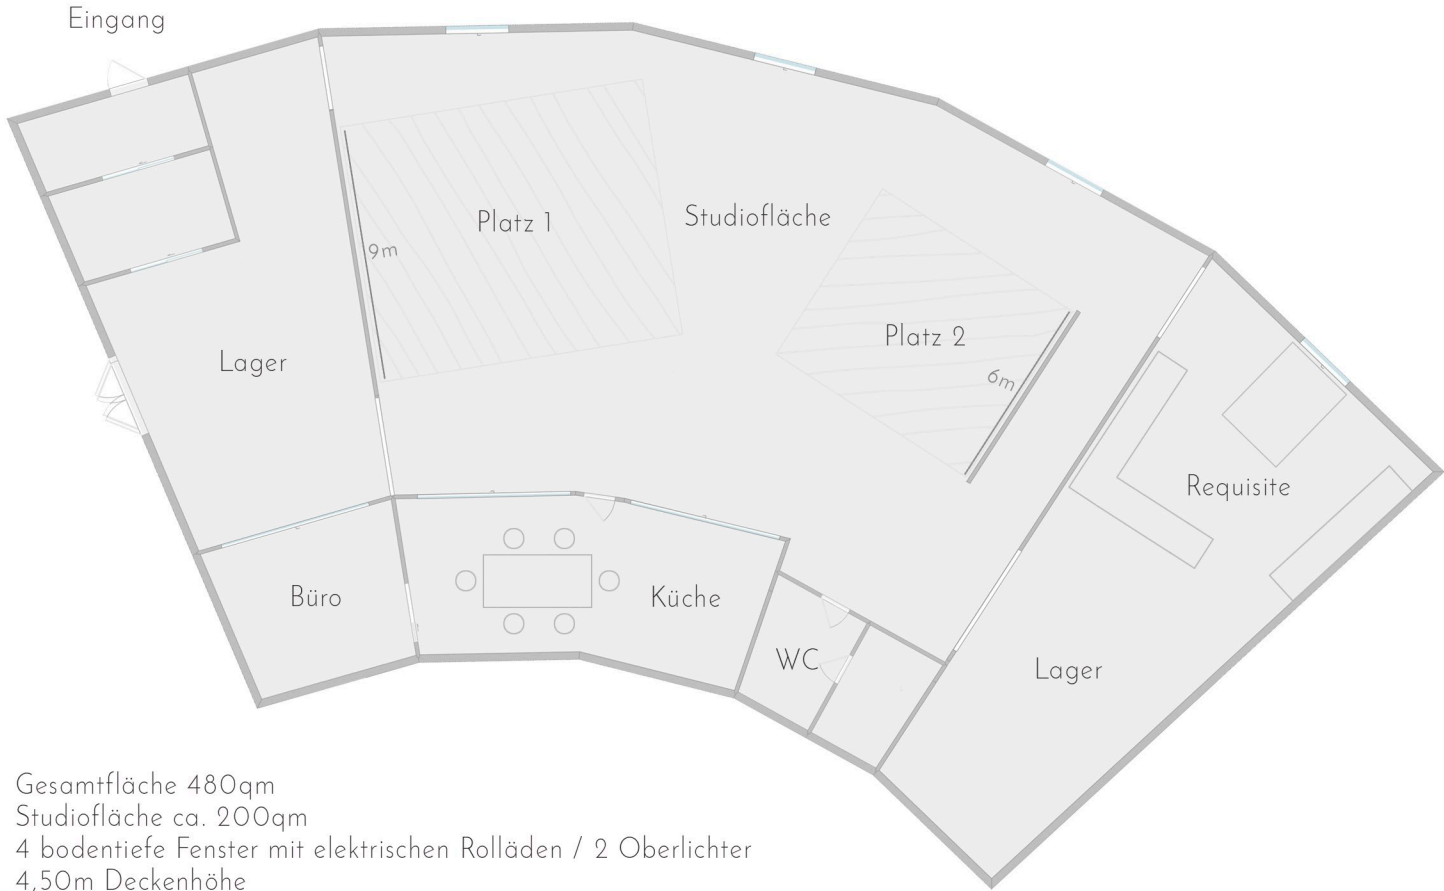 Eingang
Platz 1
Studiofläche
9m
Platz 2
Lager
6m
Requisite
Büro
Küche
WC
Lager
Gesamtfläche 480qm
Studiofläche ca. 200qm
4 bodentiefe Fenster mit elektrischen Rolläden / 2 Oberlichter
4,50m Deckenhöhe